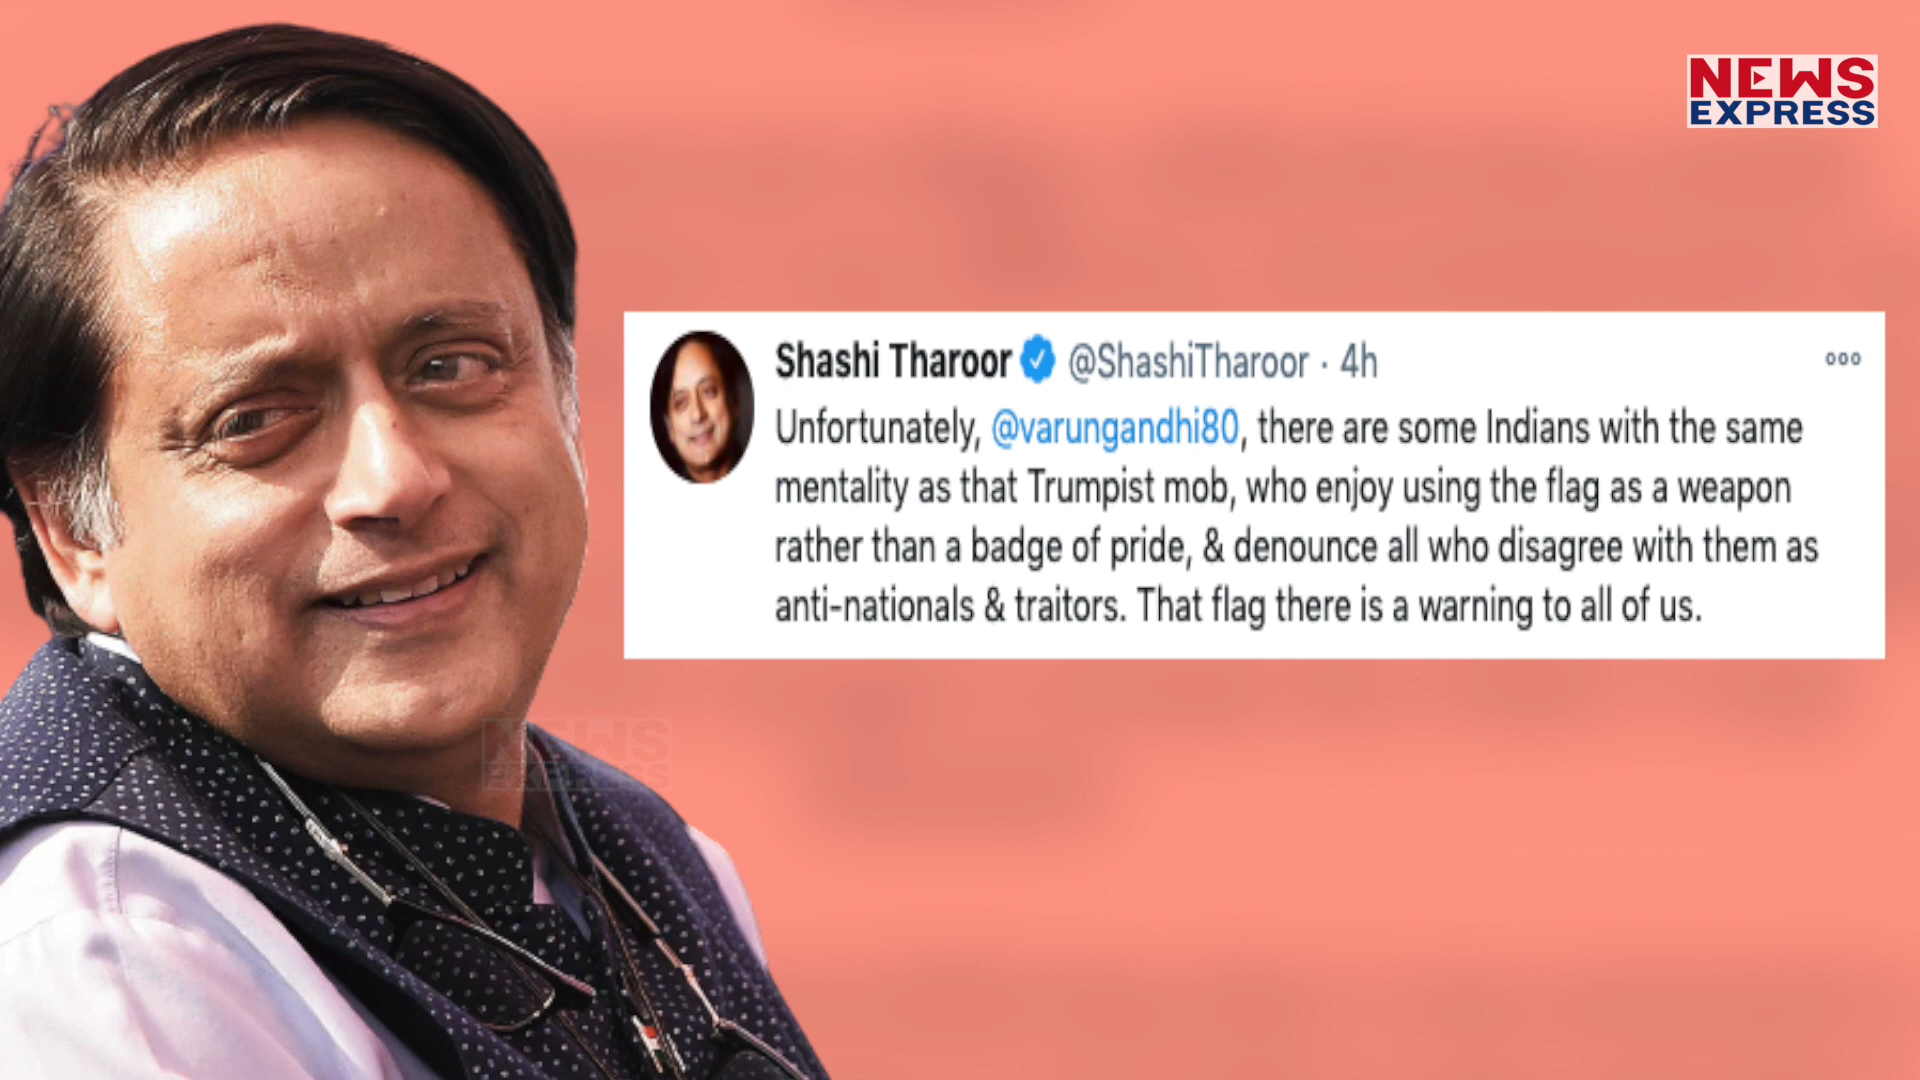 NEWS
EXPRESS
Shashi Tharoor @ShashiTharoor · 4h
Unfortunately, @varungandhi80, there are some Indians with the same
mentality as that Trumpist mob, who enjoy using the flag as a weapon
rather than a badge of pride, & denounce all who disagree with them as
anti-nationals & traitors. That flag there is a warning to all of us.
NEWS
EXPRESS